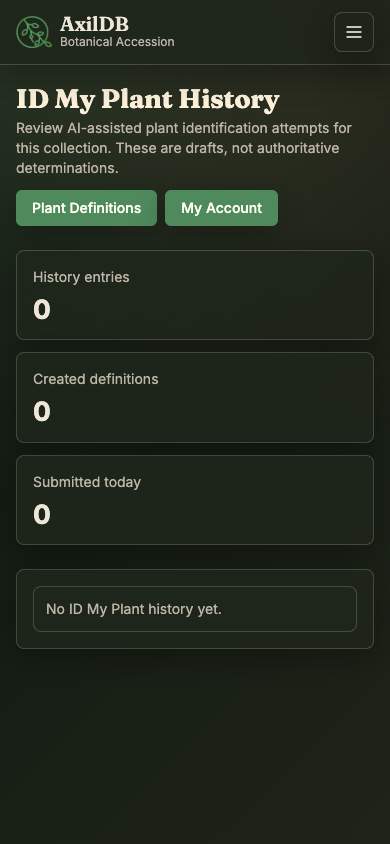 AxilDB
Botanical Accession
ID My Plant History
Review AI-assisted plant identification attempts for
this collection. These are drafts, not authoritative
determinations.
Plant Definitions
My Account
History entries
0
Created definitions
0
Submitted today
0
No ID My Plant history yet.